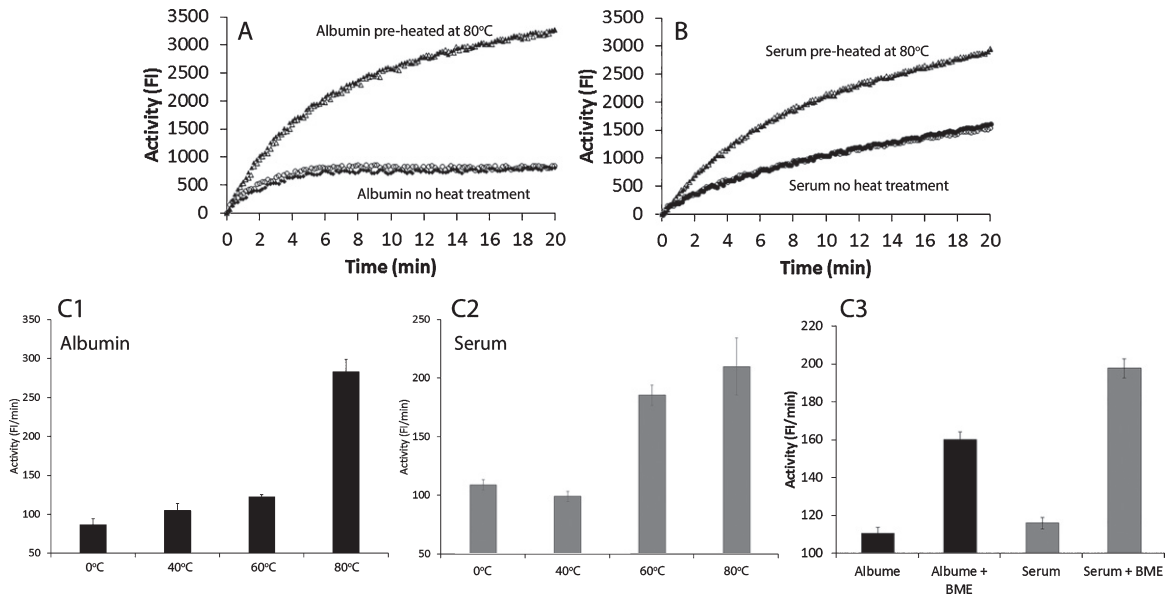 A
Albumin pre-heated at 80ºC
Albumin no heat treatment
Activity (FI)
3500
3000
2500
2000
1500
1000
500
0
0 2 4 6 8 10 12 14 16 18 20
Time (min)
B
Serum pre-heated at 80ºC
Serum no heat treatment
Activity (FI)
3500
3000
2500
2000
1500
1000
500
0
0 2 4 6 8 10 12 14 16 18 20
Time (min)
C1
Albumin
Activity (FI/min)
350
300
250
200
150
100
50
0ºC 40ºC 60ºC 80ºC
C2
Serum
Activity (FI/min)
250
200
150
100
50
0ºC 40ºC 60ºC 80ºC
C3
Activity (FI/min)
220
200
180
160
140
120
100
Albume Albume + Serum Serum + BME
BME